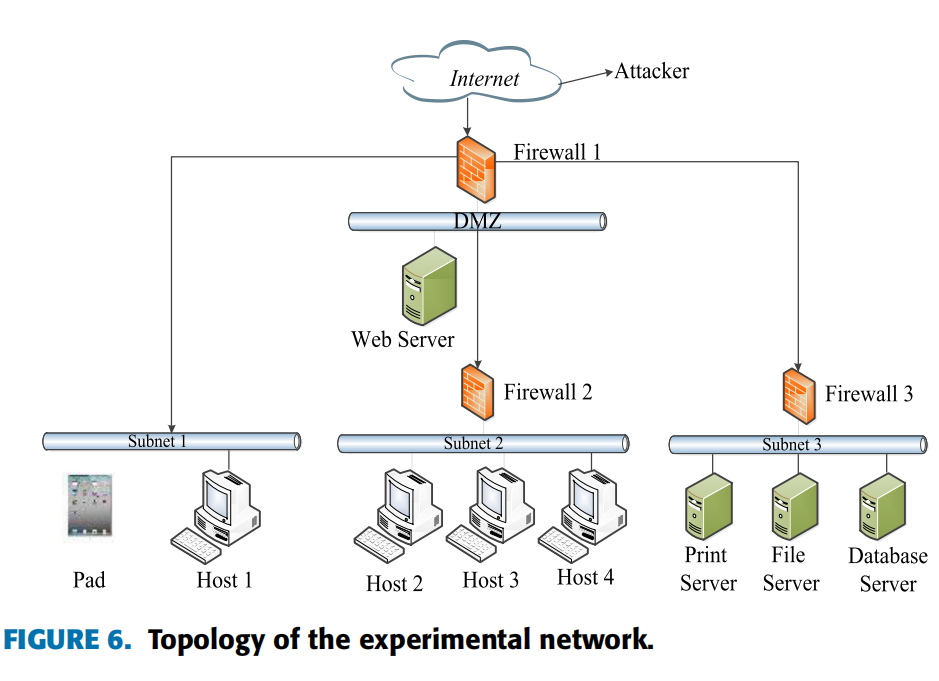 Internet
Attacker
Firewall 1
DMZ
Web Server
Firewall 2
Firewall 3
Subnet 1
Subnet 2
Subnet 3
Pad
Host 1
Host 2
Host 3
Host 4
Print
Server
File
Server
Database
Server
FIGURE 6. Topology of the experimental network.